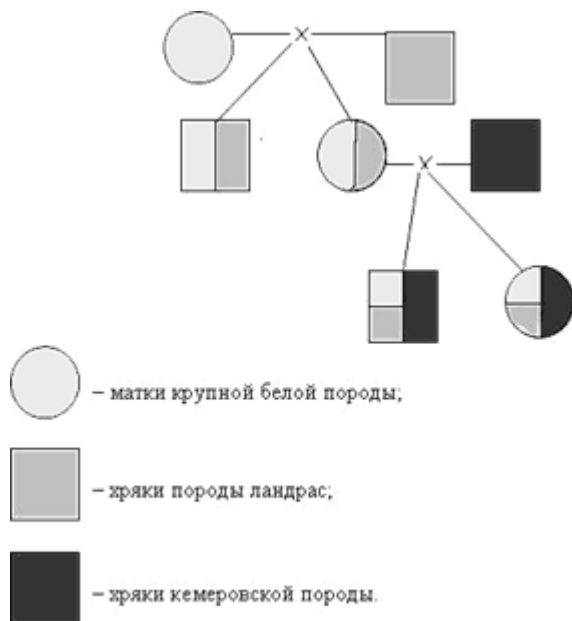 X
X
– матки крупной белой породы;
– хряки породы ландрас;
– хряки кемеровской породы.